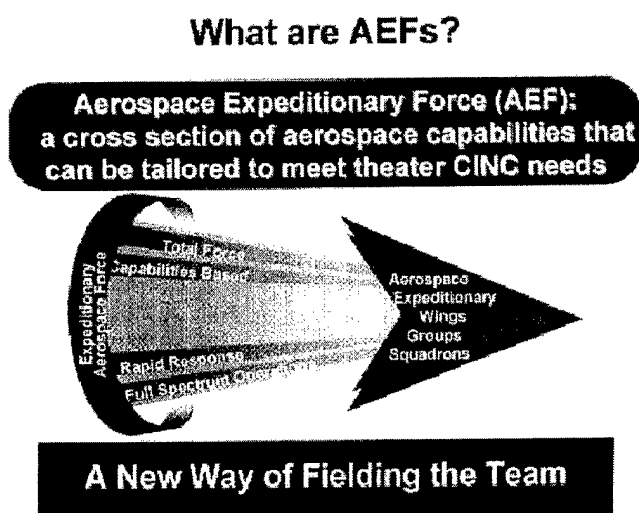 What are AEFs?
Aerospace Expeditionary Force (AEF):
a cross section of aerospace capabilities that
can be tailored to meet theater CINC needs
Expeditionary
Aerospace Force
Total Force
Capabilities Based
Rapid Response
Full Spectrum
Aerospace
Expeditionary
Wings
Groups
Squadrons
A New Way of Fielding the Team